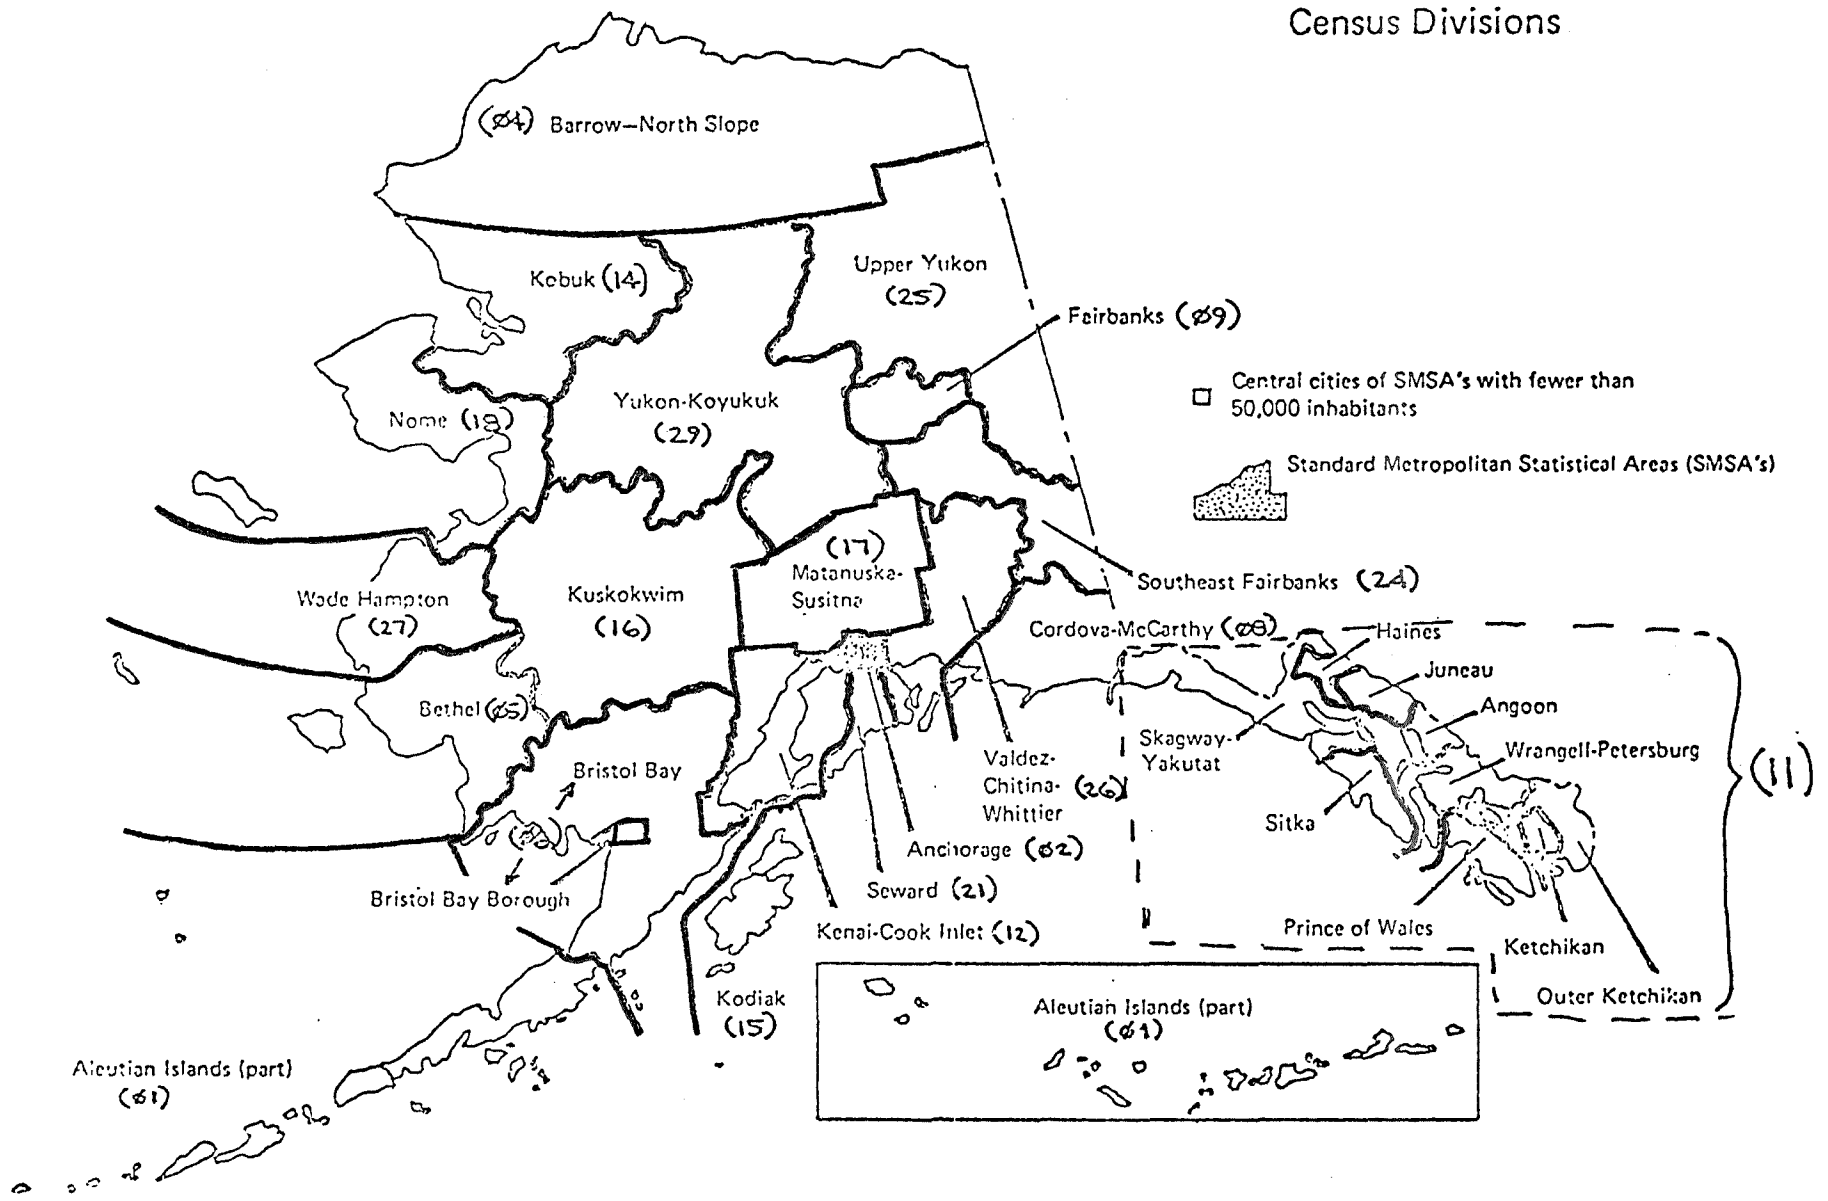 Census Divisions
(Ø4) Barrow—North Slope
Kobuk (14)
Upper Yukon
(25)
Fairbanks (Ø9)
Central cities of SMSA's with fewer than
50,000 inhabitants
Yukon-Koyukuk
(29)
Nome (18)
Standard Metropolitan Statistical Areas (SMSA's)
(17)
Matanuska-
Susitna
Southeast Fairbanks (24)
Wade Hampton
(27)
Kuskokwim
(16)
Cordova-McCarthy (Ø8)
Haines
Juneau
Angoon
Bethel (Ø5)
Skagway-
Yakutat
Wrangell-Petersburg
(11)
Bristol Bay
Valdez-
Chitina-
Whittier
(26)
Sitka
Anchorage (Ø2)
Bristol Bay Borough
Seward (21)
Kenai-Cook Inlet (12)
Prince of Wales
Ketchikan
Outer Ketchikan
Kodiak
(15)
Aleutian Islands (part)
(Ø1)
Aleutian Islands (part)
(Ø1)